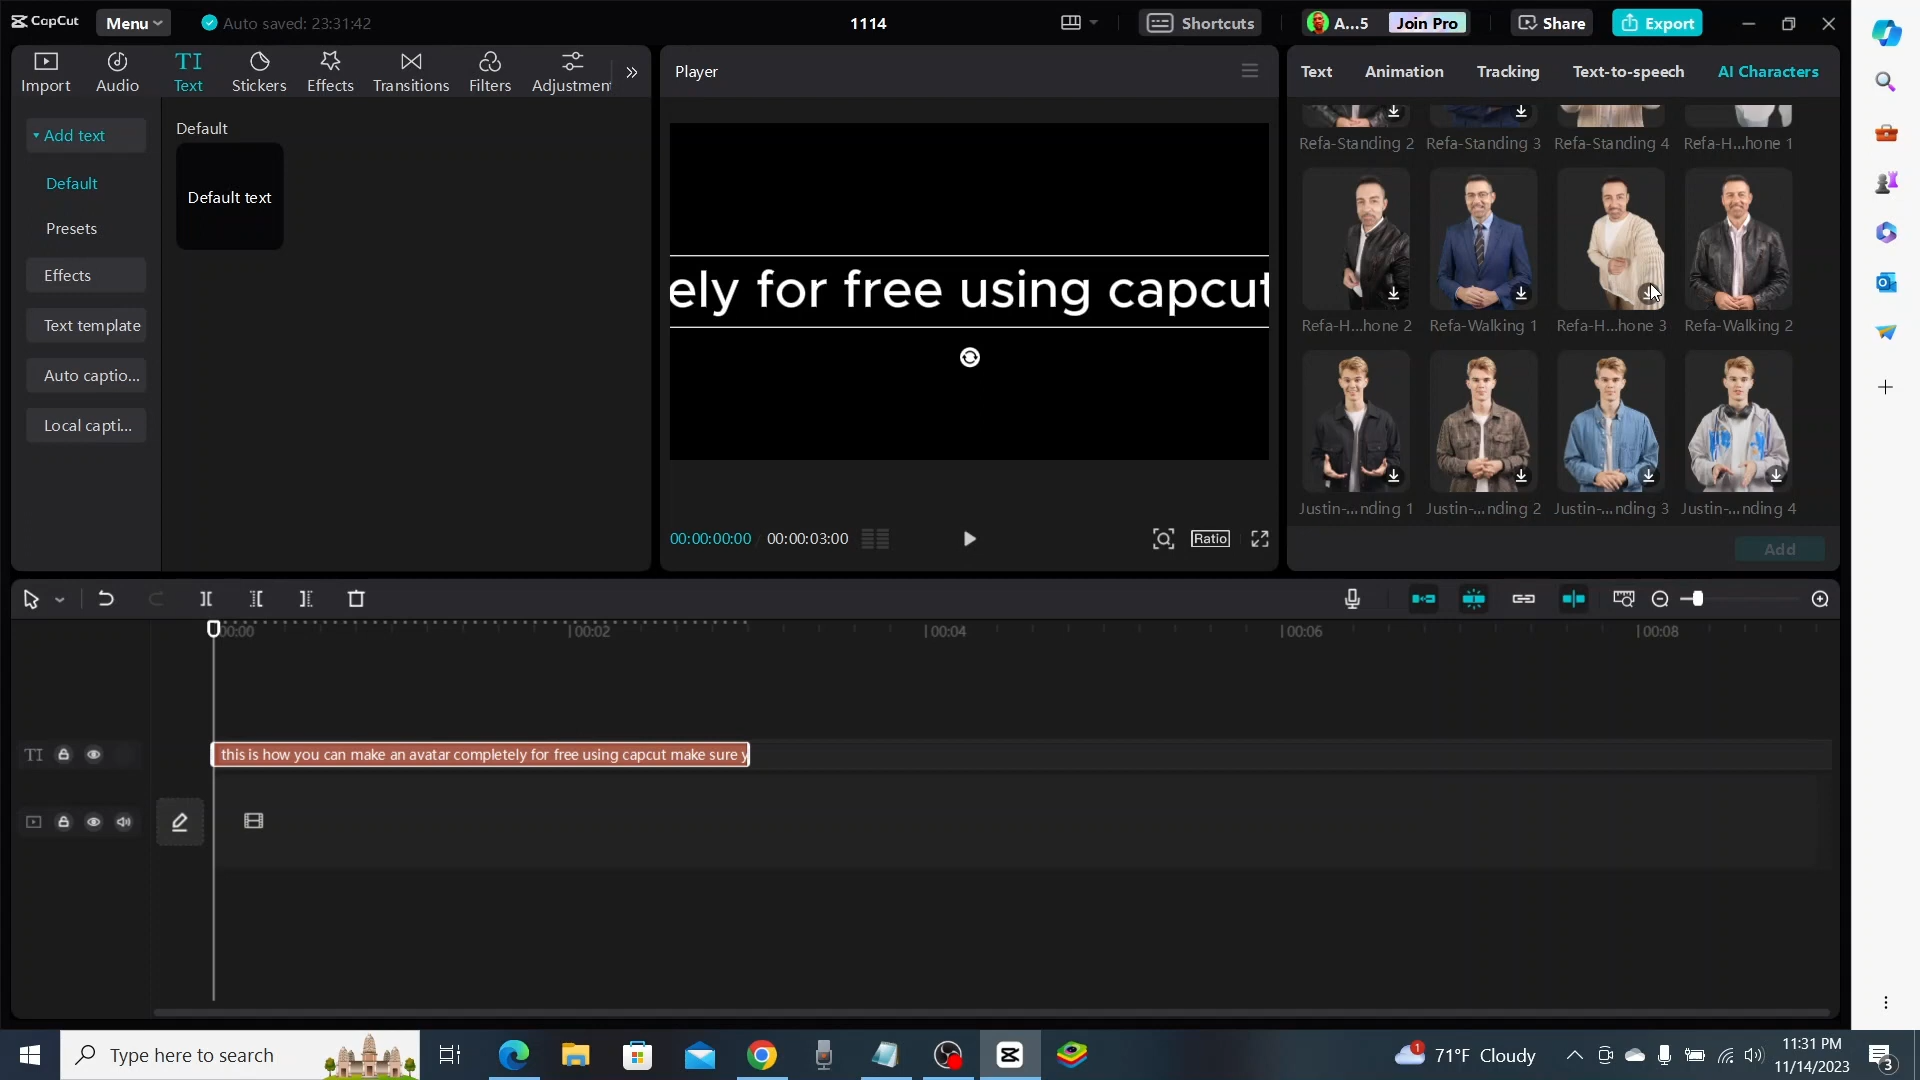 CapCut
Menu
Auto saved: 23:31:42
1114
Shortcuts
A...5
Join Pro
Share
Export
Import
Audio
TI
Text
Stickers
Effects
Transitions
Filters
Adjustment
Player
Text
Animation
Tracking
Text-to-speech
AI Characters
Add text
Default
Presets
Effects
Text template
Auto captio...
Local capti...
Default
Default text
ely for free using capcut
00:00:00:00
00:00:03:00
Ratio
Refa-Standing 2
Refa-Standing 3
Refa-Standing 4
Refa-H...hone 1
Refa-H...hone 2
Refa-Walking 1
Refa-H...hone 3
Refa-Walking 2
Justin-...nding 1
Justin-...nding 2
Justin-...nding 3
Justin-...nding 4
Add
00:00
00:02
00:04
00:06
00:08
TI
this is how you can make an avatar completely for free using capcut make sure y
Type here to search
1
71°F Cloudy
11:31 PM
11/14/2023
3